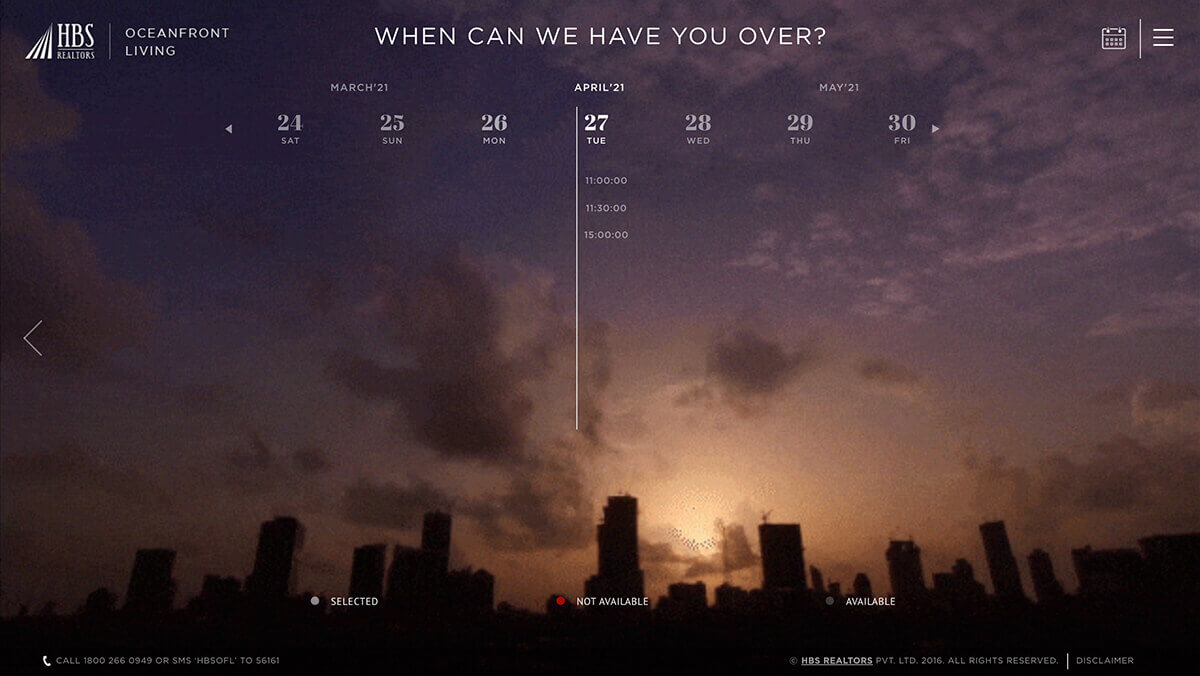 HBS
REALTORS
OCEANFRONT
LIVING
WHEN CAN WE HAVE YOU OVER?
MARCH'21
APRIL'21
MAY'21
24 25 26 27 28 29 30
SAT SUN MON TUE WED THU FRI
11:00:00
11:30:00
15:00:00
SELECTED
NOT AVAILABLE
AVAILABLE
CALL 1800 266 0949 OR SMS 'HBSOFL' TO 56161
© HBS REALTORS PVT. LTD. 2016. ALL RIGHTS RESERVED.
DISCLAIMER